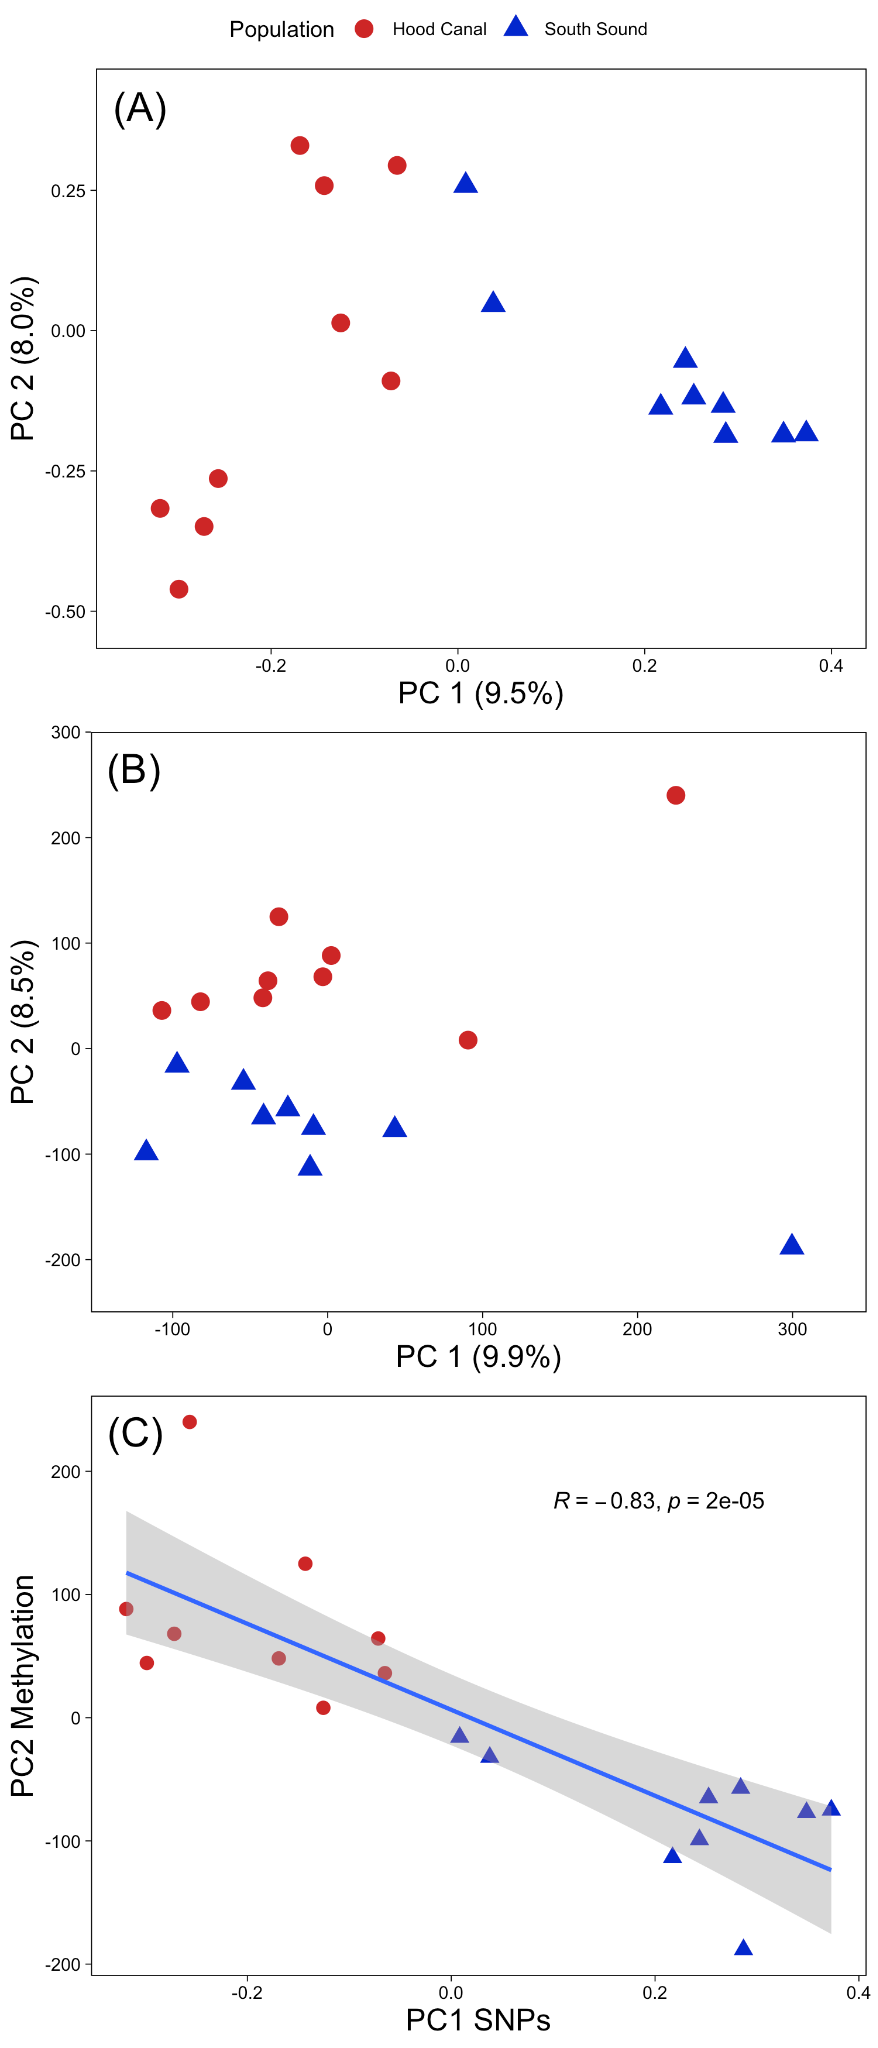 Population Hood Canal South Sound
(A)
0.25
0.00
-0.25
-0.50
PC 2 (8.0%)
-0.2 0.0 0.2 0.4
PC 1 (9.5%)
(B)
300
200
100
0
-100
-200
PC 2 (8.5%)
-100 0 100 200 300
PC 1 (9.9%)
(C)
R = −0.83, p = 2e-05
200
100
0
-100
-200
PC2 Methylation
-0.2 0.0 0.2 0.4
PC1 SNPs